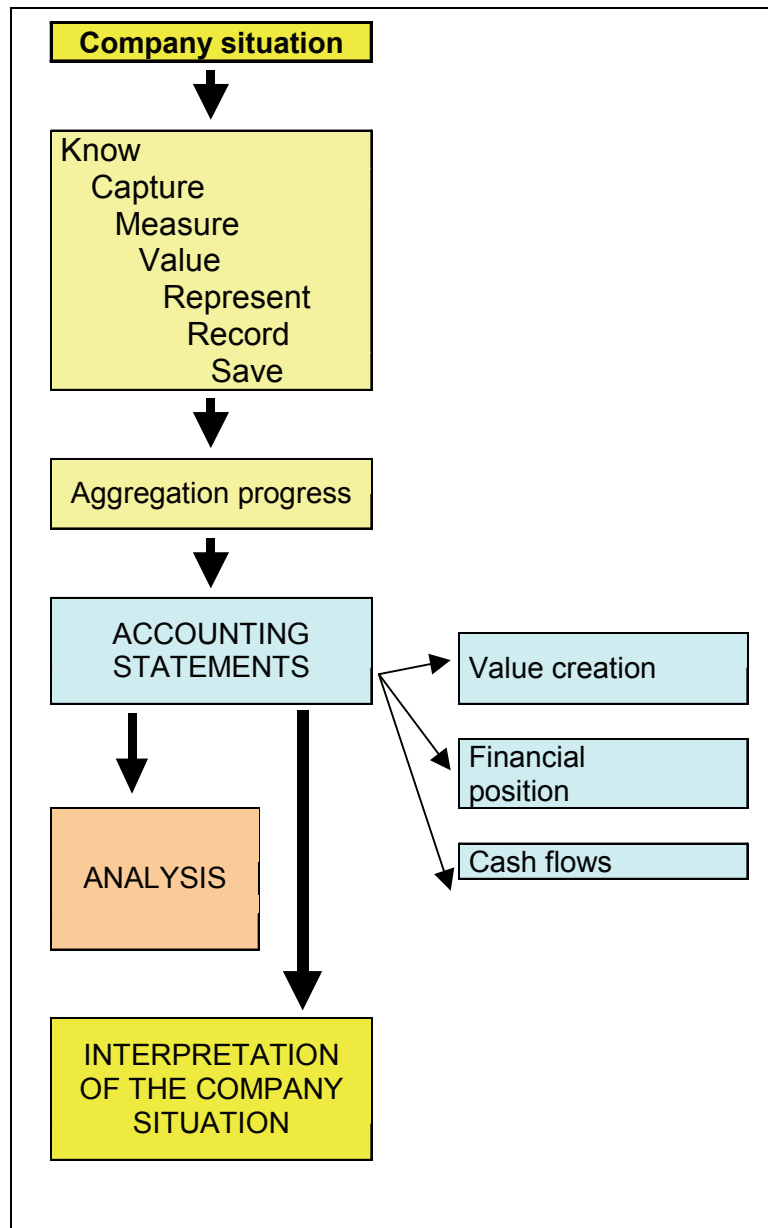 Company situation
Know
Capture
Measure
Value
Represent
Record
Save
Aggregation progress
ACCOUNTING
STATEMENTS
Value creation
Financial
position
Cash flows
ANALYSIS
INTERPRETATION
OF THE COMPANY
SITUATION